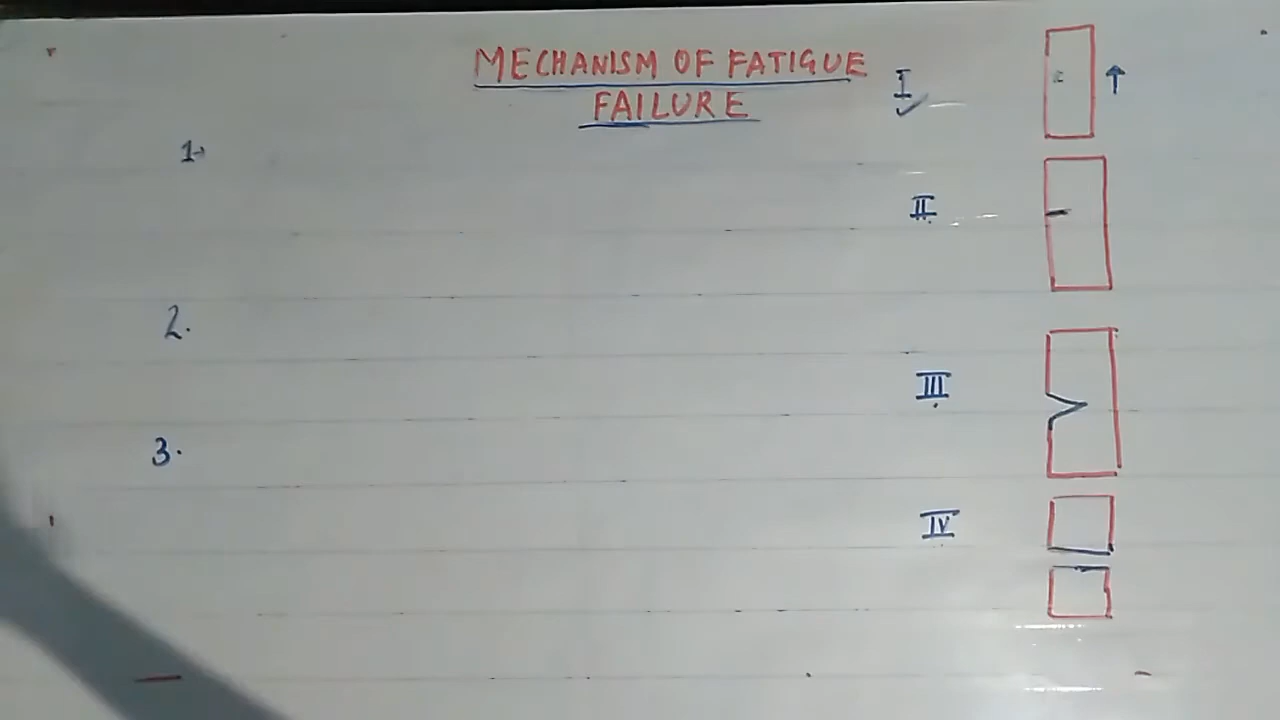 MECHANISM OF FATIGUE
FAILURE
I
1.
II
2.
III
3.
IV